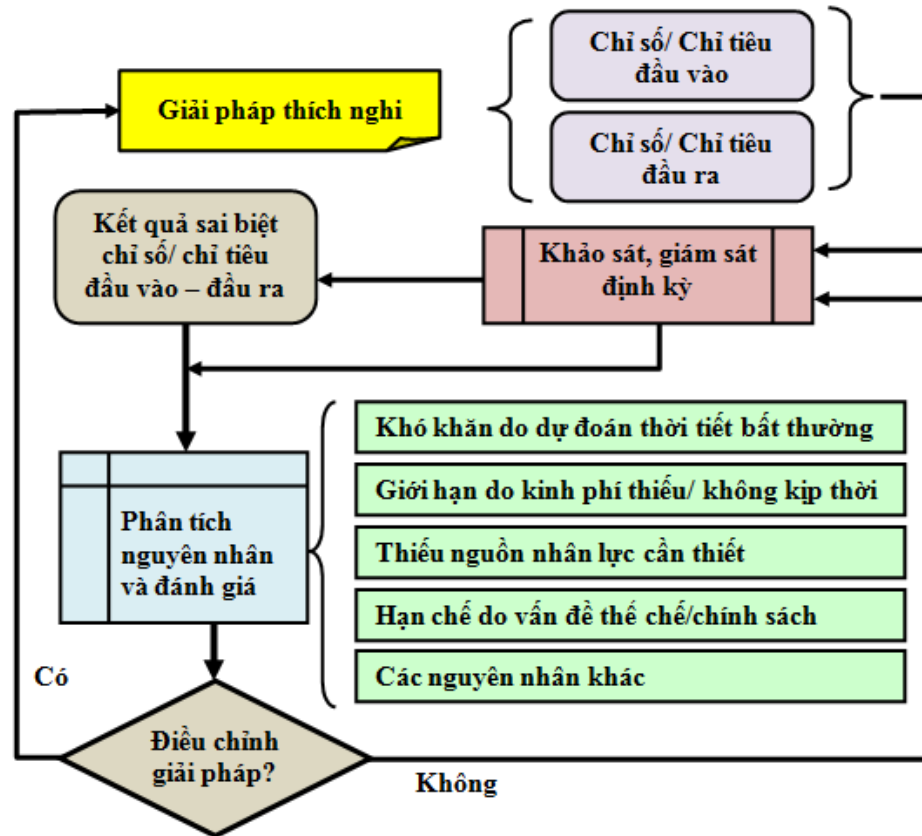 Giải pháp thích nghi
Chỉ số/ Chỉ tiêu
đầu vào
Chỉ số/ Chỉ tiêu
đầu ra
Kết quả sai biệt
chỉ số/ chỉ tiêu
đầu vào – đầu ra
Khảo sát, giám sát
định kỳ
Phân tích
nguyên nhân
và đánh giá
Khó khăn do dự đoán thời tiết bất thường
Giới hạn do kinh phí thiếu/ không kịp thời
Thiếu nguồn nhân lực cần thiết
Hạn chế do vấn đề thể chế/chính sách
Các nguyên nhân khác
Có
Điều chỉnh
giải pháp?
Không